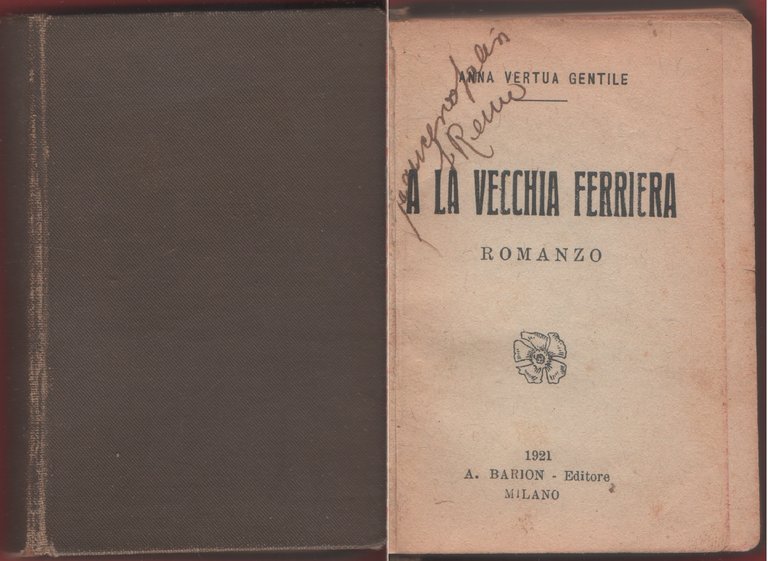 ANNA VERTUA GENTILE
A LA VECCHIA FERRIERA
ROMANZO
1921
A. BARION - Editore
MILANO